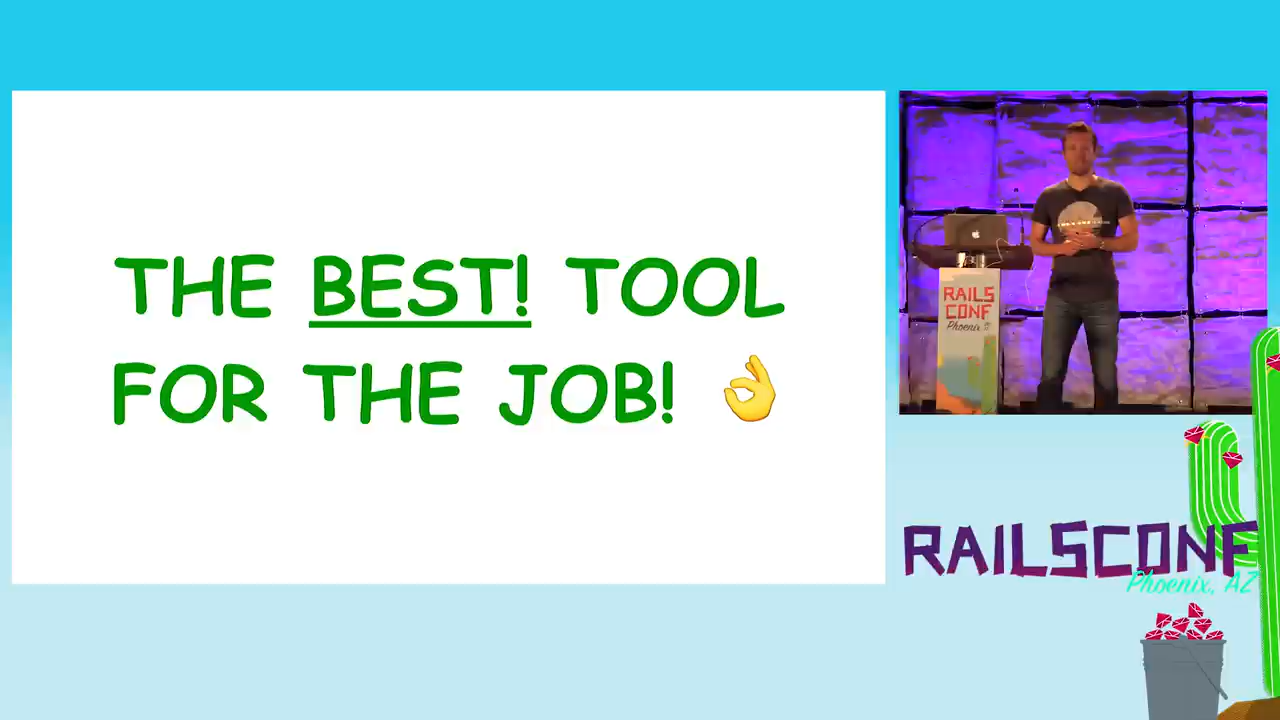 THE BEST! TOOL
FOR THE JOB! 👌
RAILS
CONF
Phoenix
RAILSCONF
Phoenix, AZ